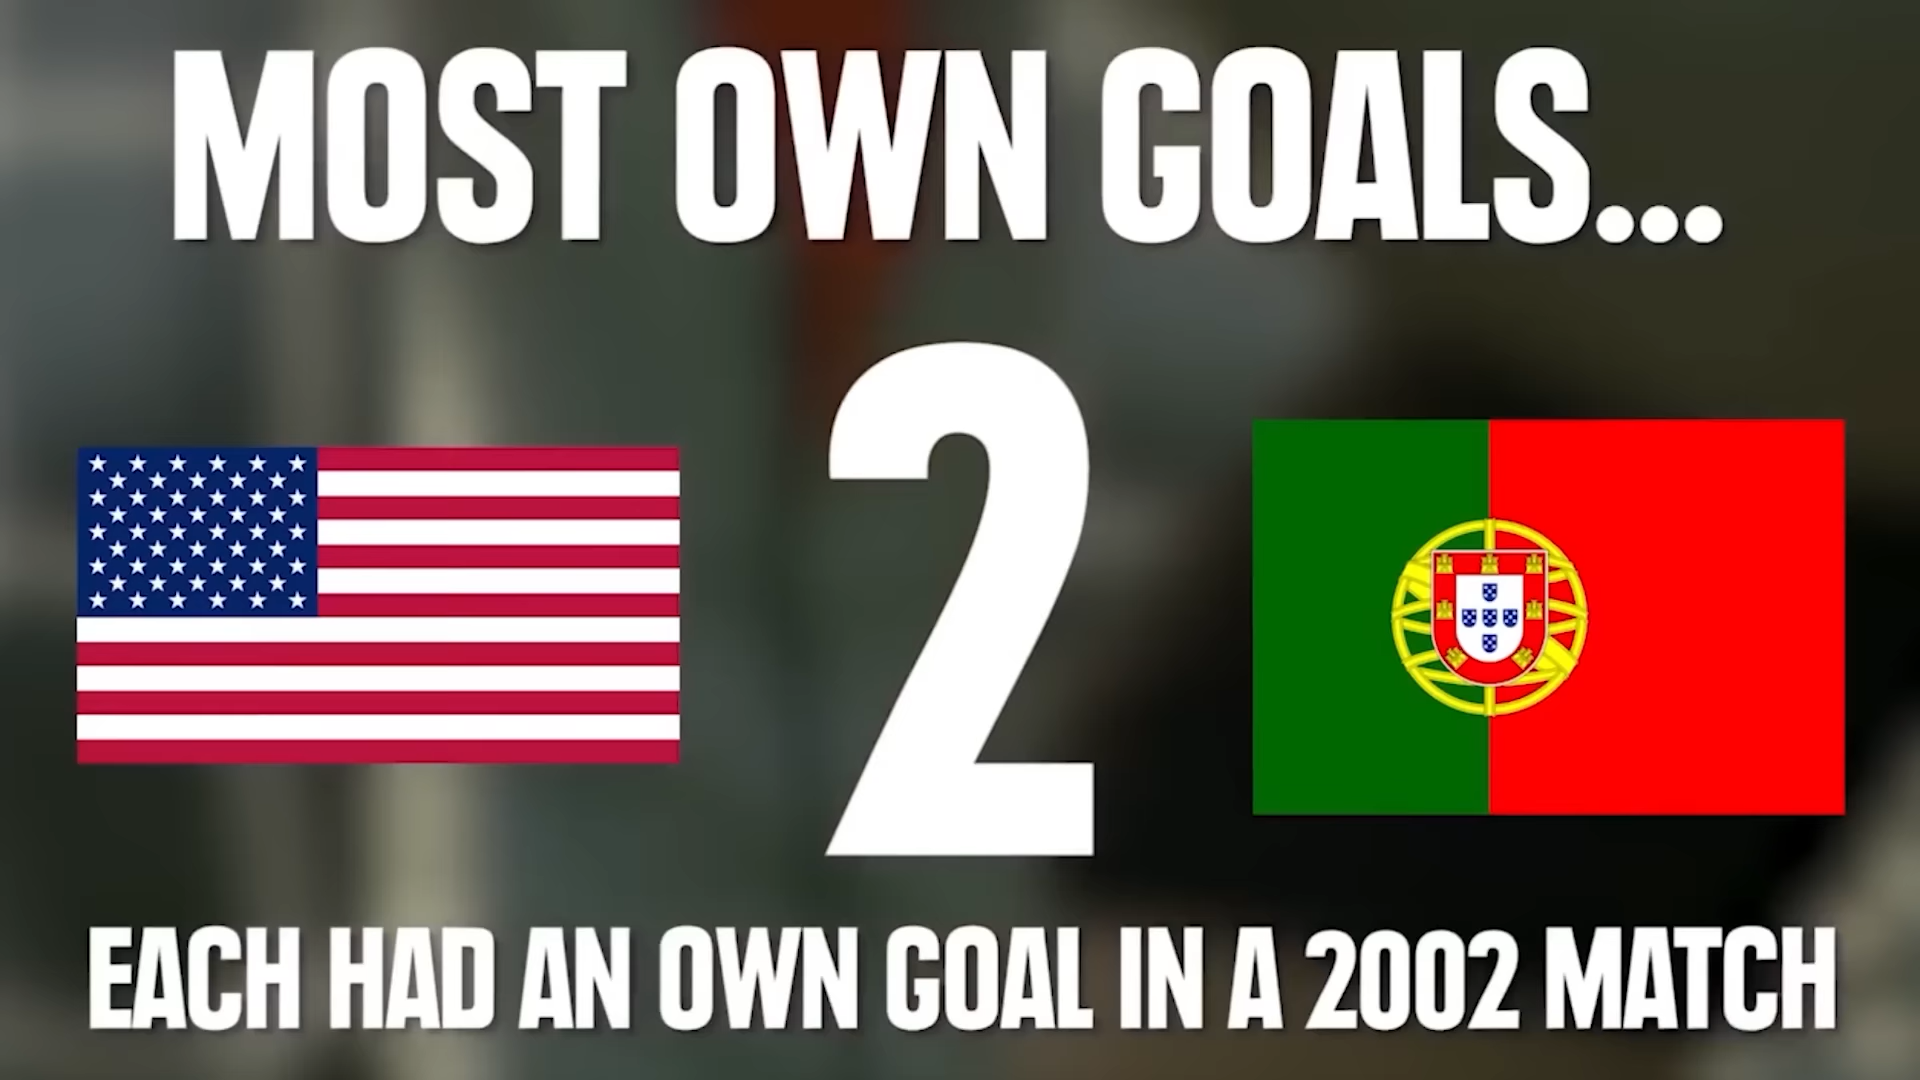 MOST OWN GOALS...
2
EACH HAD AN OWN GOAL IN A 2002 MATCH